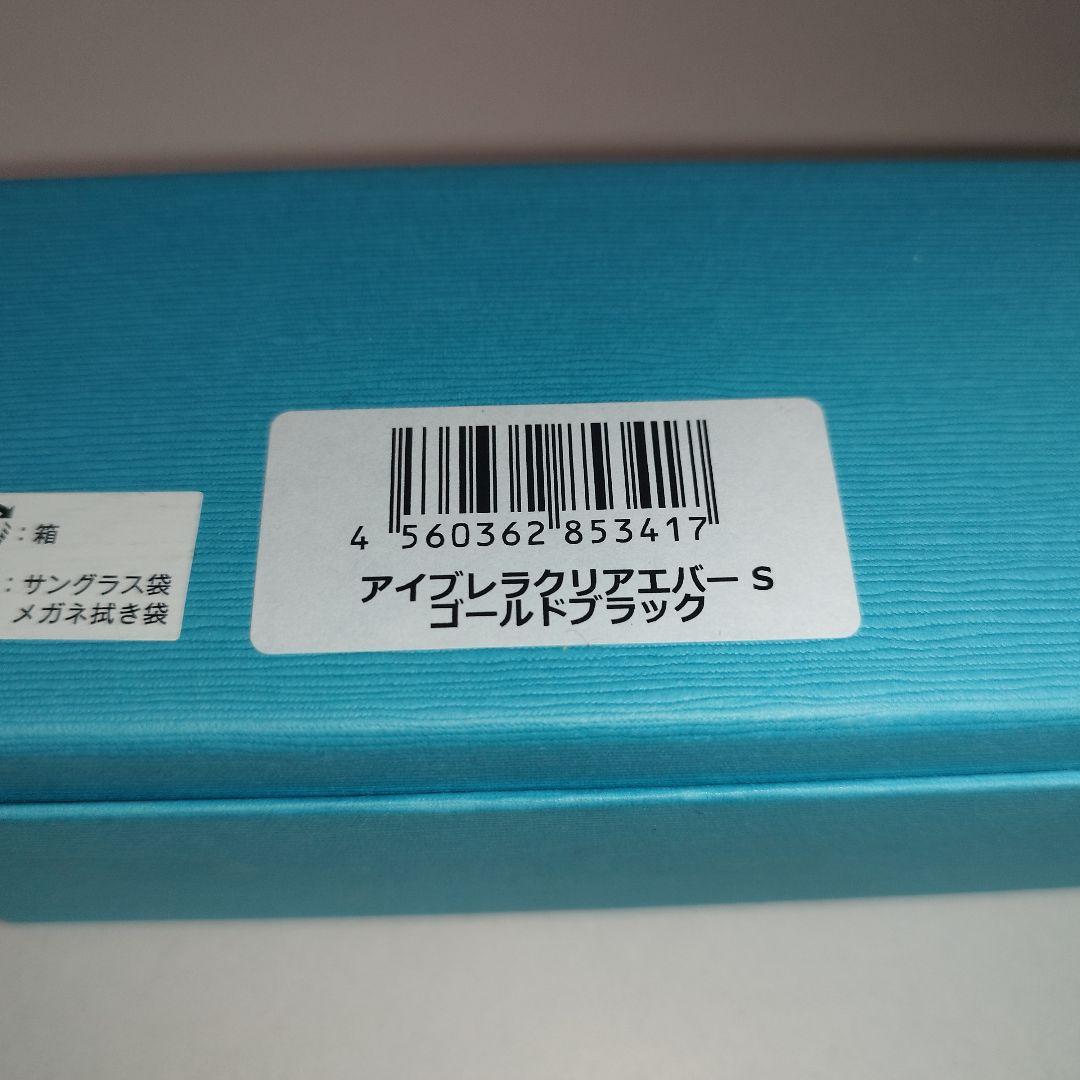 ：箱
：サングラス袋
メガネ拭き袋
4 560362 853417
アイブレラクリアエバー S
ゴールドブラック